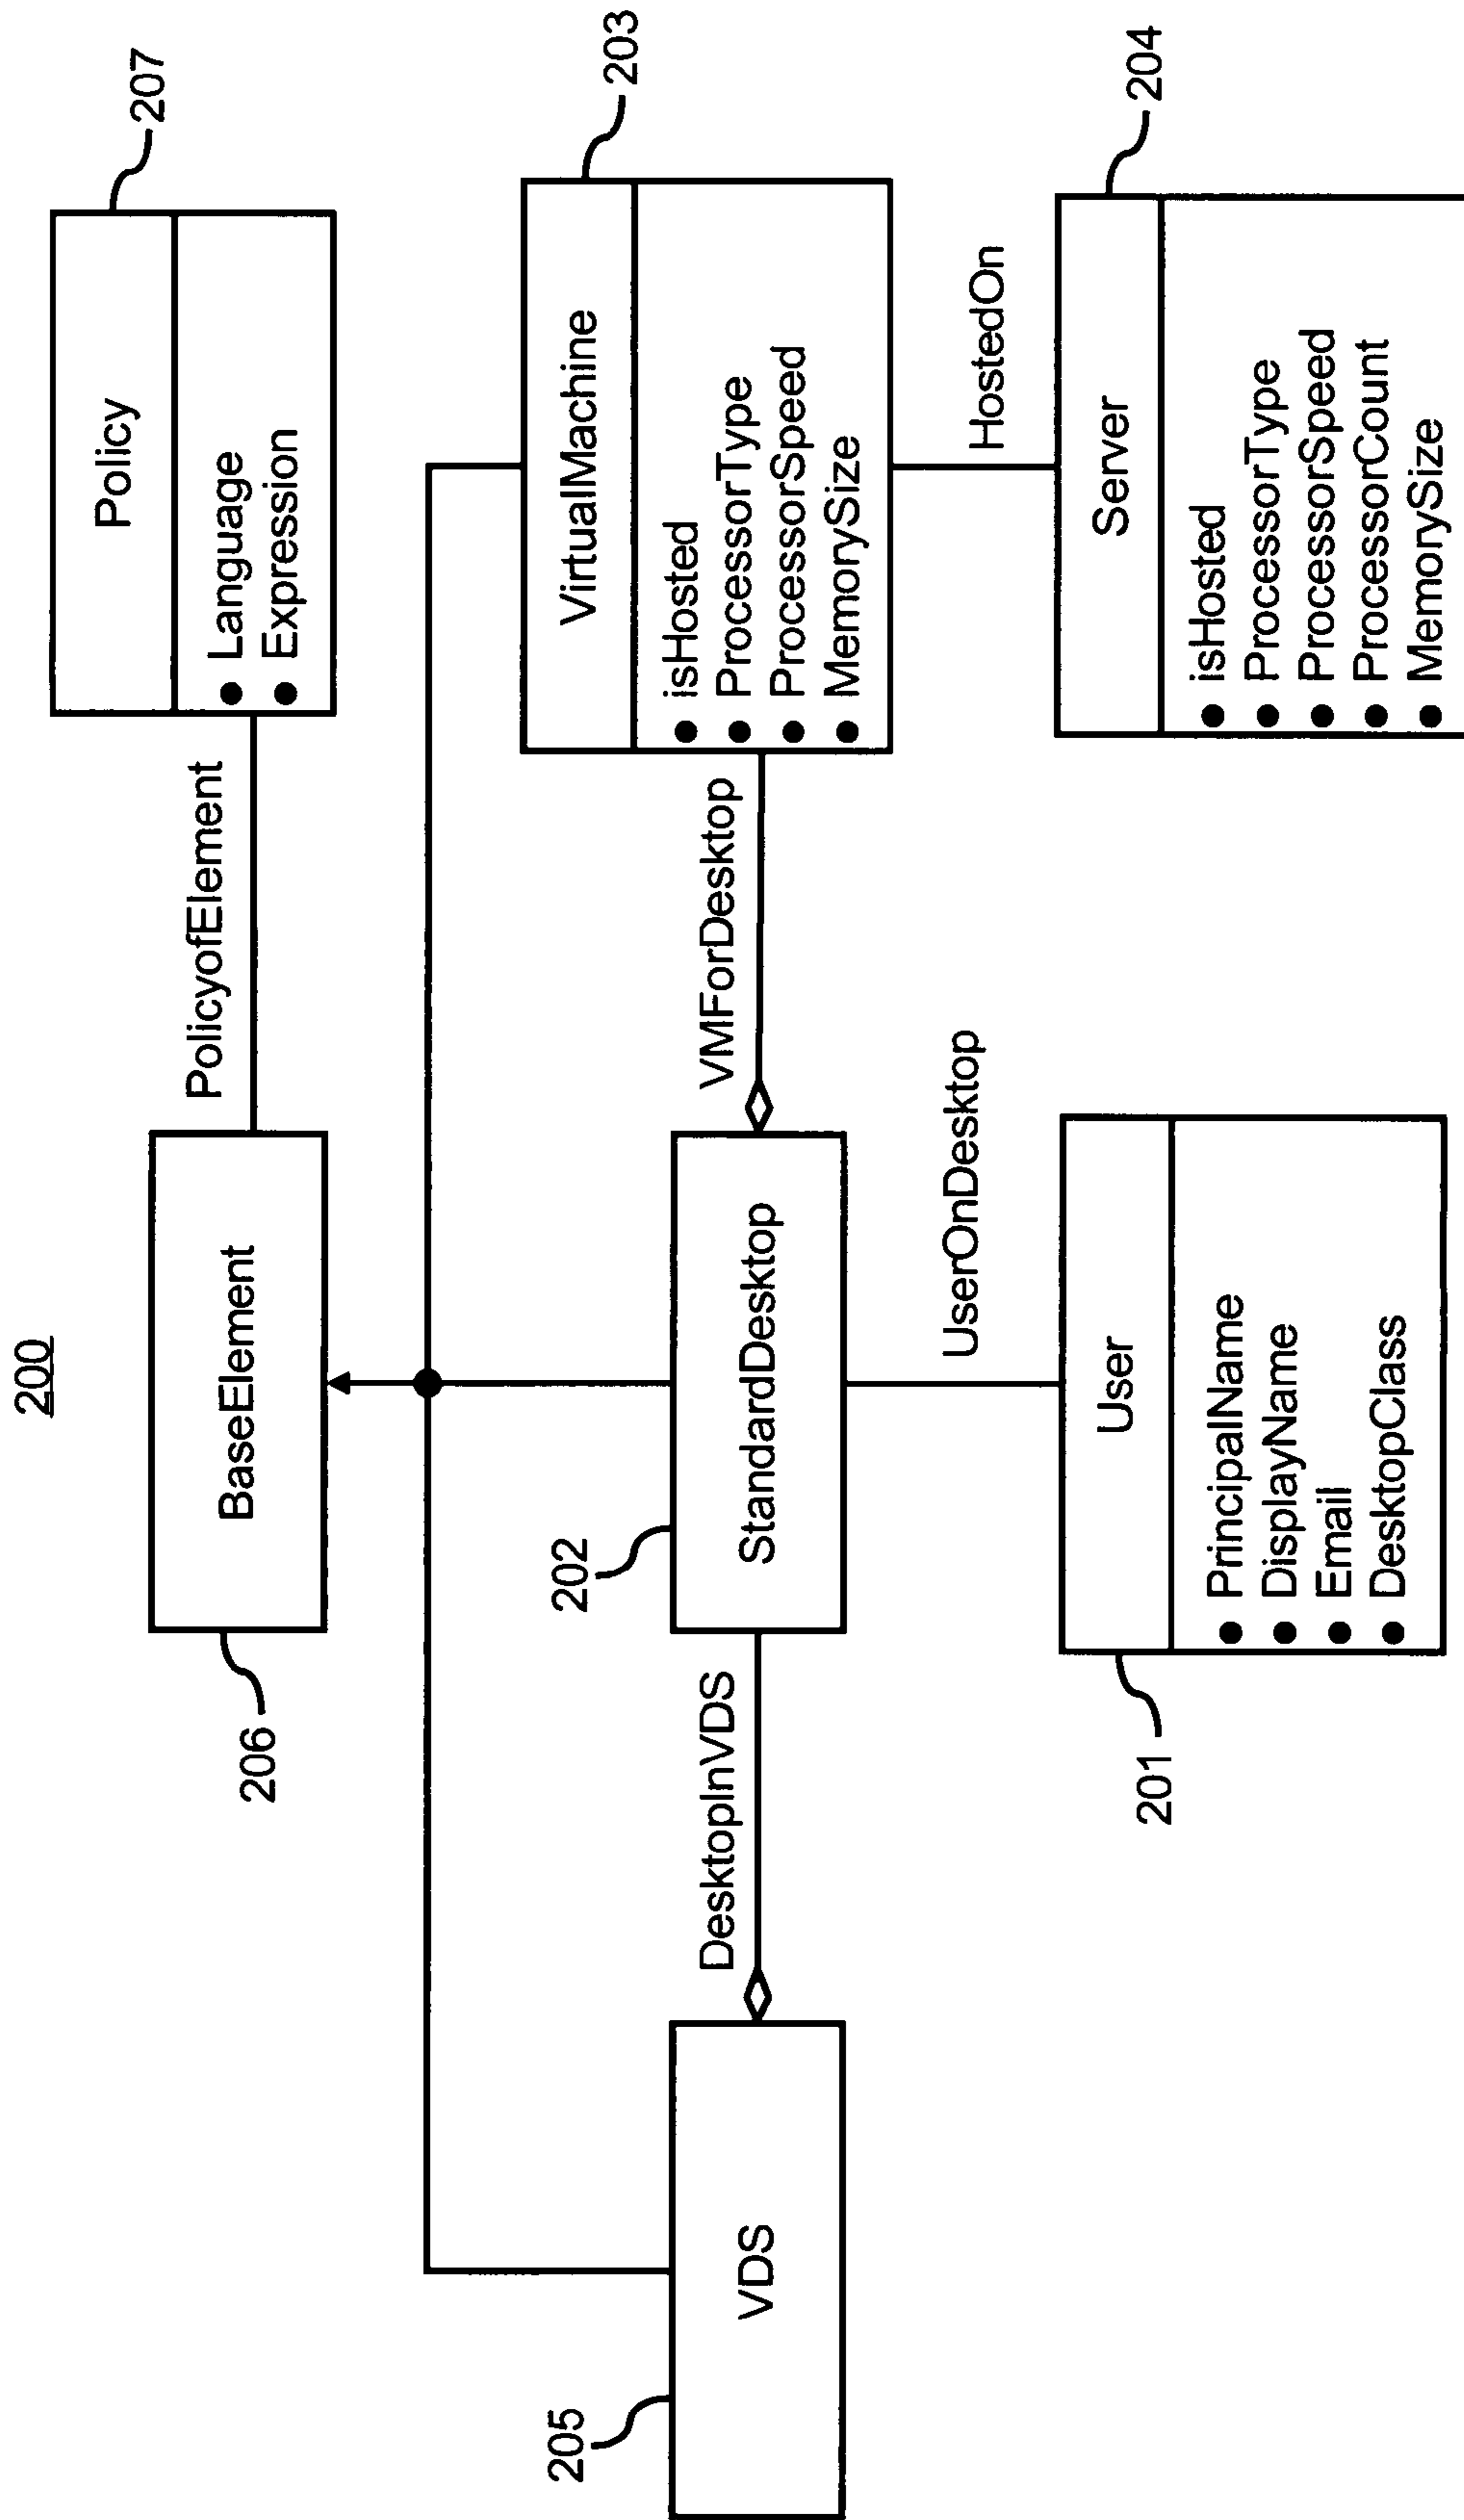 200
207
Policy
Language
Expression
PolicyofElement
BaseElement
206
203
VirtualMachine
isHosted
ProcessorType
ProcessorSpeed
MemorySize
VMForDesktop
202
StandardDesktop
DesktopInVDS
205
VDS
HostedOn
UserOnDesktop
204
Server
isHosted
ProcessorType
ProcessorSpeed
ProcessorCount
MemorySize
201
User
PrincipalName
DisplayName
Email
DesktopClass